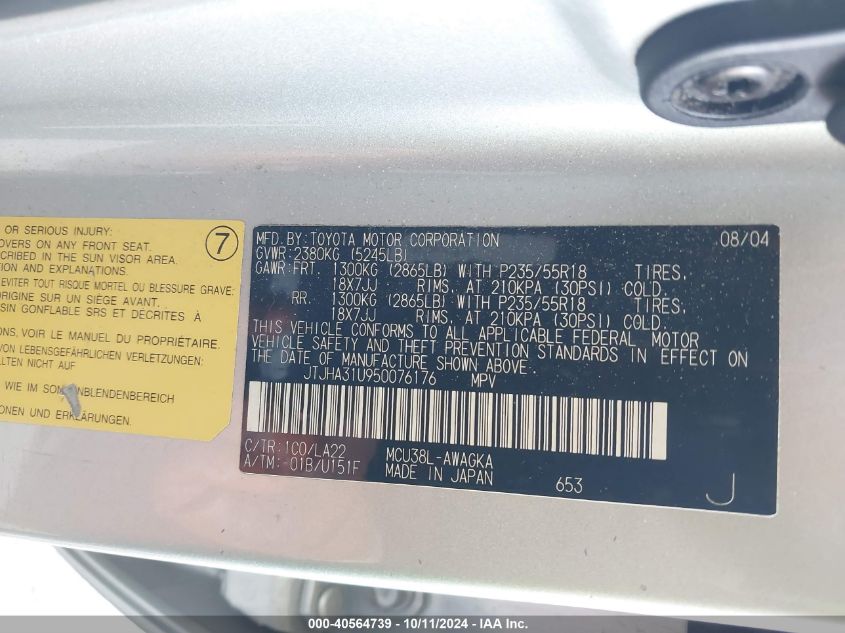 OR SERIOUS INJURY:
OVERS ON ANY FRONT SEAT.
SCRIBED IN THE SUN VISOR AREA.
TION AND EXPLANATIONS.
EVITER TOUT RISQUE MORTEL OU BLESSURE GRAVE:
ORIGINE SUR UN SIÈGE AVANT.
SIN GONFLABLE SRS ET DÉCRITES À
ONS, VOIR LE MANUEL DU PROPRIÉTAIRE.
VON LEBENSGEFÄHRLICHEN VERLETZUNGEN:
LTEN NICHT AUF
WIE IM SONNENBLENDENBEREICH
IONEN UND ERKLÄRUNGEN.
7
MFD. BY: TOYOTA MOTOR CORPORATION 08/04
GVWR: 2380KG (5245LB)
GAWR: FRT. 1300KG (2865LB) WITH P235/55R18 TIRES,
18X7JJ RIMS, AT 210KPA (30PSI) COLD.
RR. 1300KG (2865LB) WITH P235/55R18 TIRES,
18X7JJ RIMS, AT 210KPA (30PSI) COLD.
THIS VEHICLE CONFORMS TO ALL APPLICABLE FEDERAL MOTOR
VEHICLE SAFETY AND THEFT PREVENTION STANDARDS IN EFFECT ON
THE DATE OF MANUFACTURE SHOWN ABOVE.
JTJHA31U950076176 MPV
C/TR: 1C0/LA22 MCU38L-AWAGKA
A/TM: -01B/U151F MADE IN JAPAN 653 J
000-40564739 - 10/11/2024 - IAA Inc.